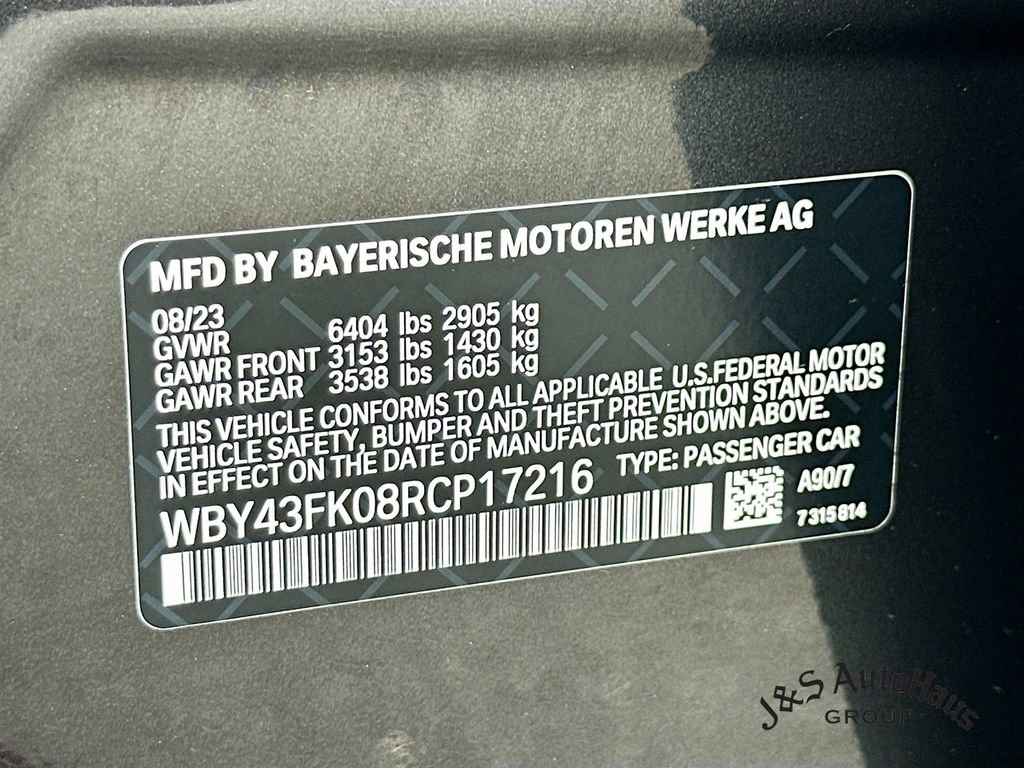 MFD BY BAYERISCHE MOTOREN WERKE AG
08/23
GVWR 6404 lbs 2905 kg
GAWR FRONT 3153 lbs 1430 kg
GAWR REAR 3538 lbs 1605 kg
THIS VEHICLE CONFORMS TO ALL APPLICABLE U.S.FEDERAL MOTOR
VEHICLE SAFETY, BUMPER AND THEFT PREVENTION STANDARDS
IN EFFECT ON THE DATE OF MANUFACTURE SHOWN ABOVE.
WBY43FK08RCP17216 TYPE: PASSENGER CAR
A90/7
7315814
J&S AutoHaus
GROUP